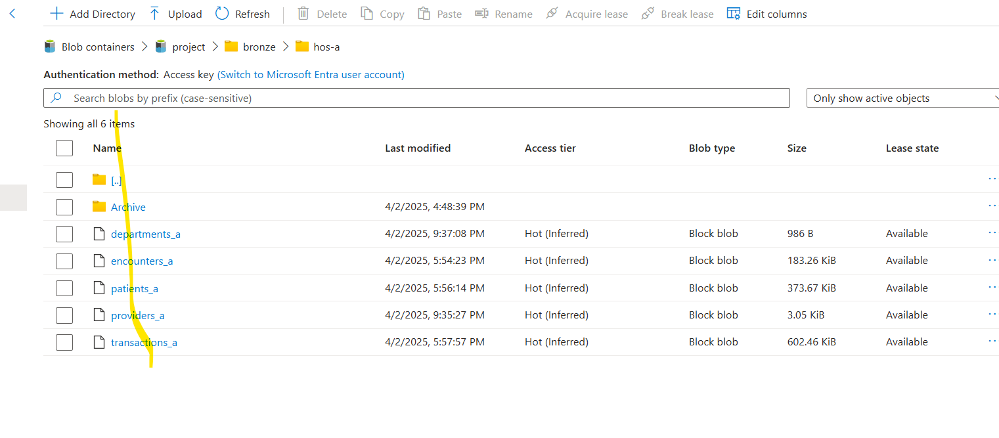 Add Directory Upload Refresh Delete Copy Paste Rename Acquire lease Break lease Edit columns
Blob containers > project > bronze > hos-a
Authentication method: Access key (Switch to Microsoft Entra user account)
Search blobs by prefix (case-sensitive) Only show active objects
Showing all 6 items
Name Last modified Access tier Blob type Size Lease state
[..]
Archive 4/2/2025, 4:48:39 PM
departments_a 4/2/2025, 9:37:08 PM Hot (Inferred) Block blob 986 B Available
encounters_a 4/2/2025, 5:54:23 PM Hot (Inferred) Block blob 183.26 KiB Available
patients_a 4/2/2025, 5:56:14 PM Hot (Inferred) Block blob 373.67 KiB Available
providers_a 4/2/2025, 9:35:27 PM Hot (Inferred) Block blob 3.05 KiB Available
transactions_a 4/2/2025, 5:57:57 PM Hot (Inferred) Block blob 602.46 KiB Available